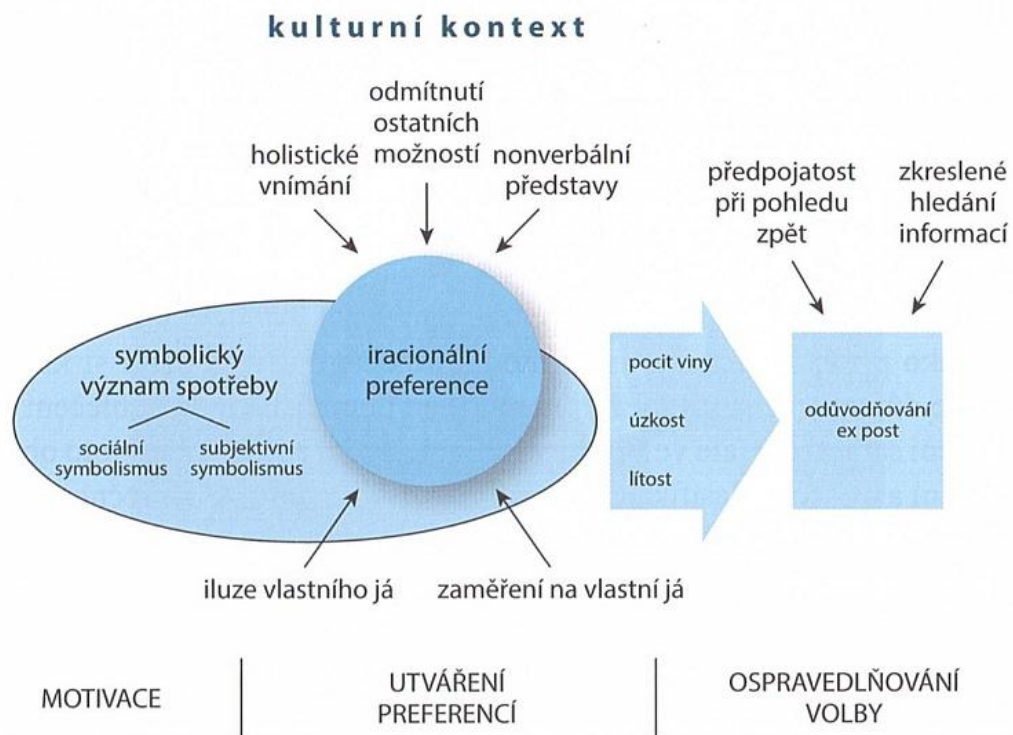 kulturní kontext
odmítnutí
ostatních
možností
holistické
vnímání
nonverbální
představy
předpojatost
při pohledu
zpět
zkreslené
hledání
informací
symbolický
význam spotřeby
sociální
symbolismus
subjektivní
symbolismus
iracionální
preference
pocit viny
úzkost
lítost
odůvodňování
ex post
iluze vlastního já
zaměření na vlastní já
MOTIVACE
UTVÁŘENÍ
PREFERENCÍ
OSPRAVEDLŇOVÁNÍ
VOLBY